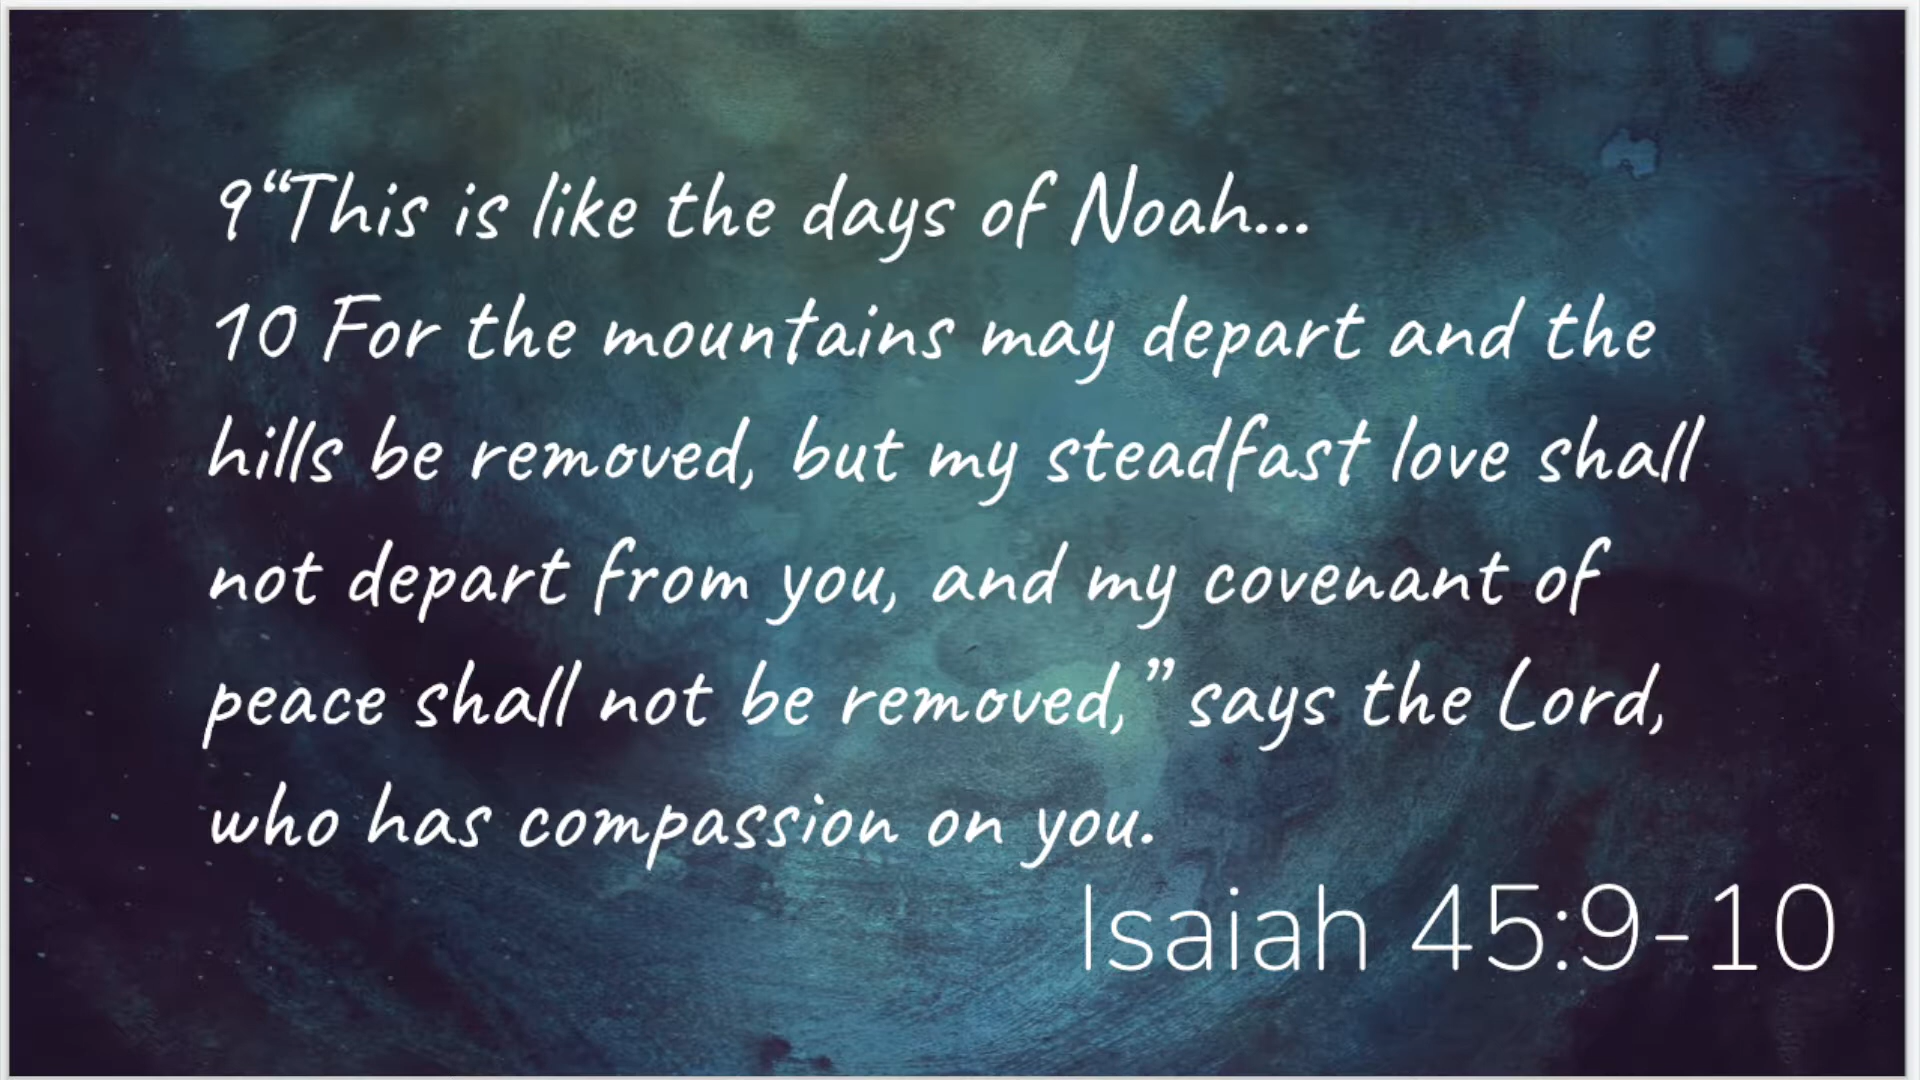 9“This is like the days of Noah...
10 For the mountains may depart and the
hills be removed, but my steadfast love shall
not depart from you, and my covenant of
peace shall not be removed,” says the Lord,
who has compassion on you.
Isaiah 45:9-10